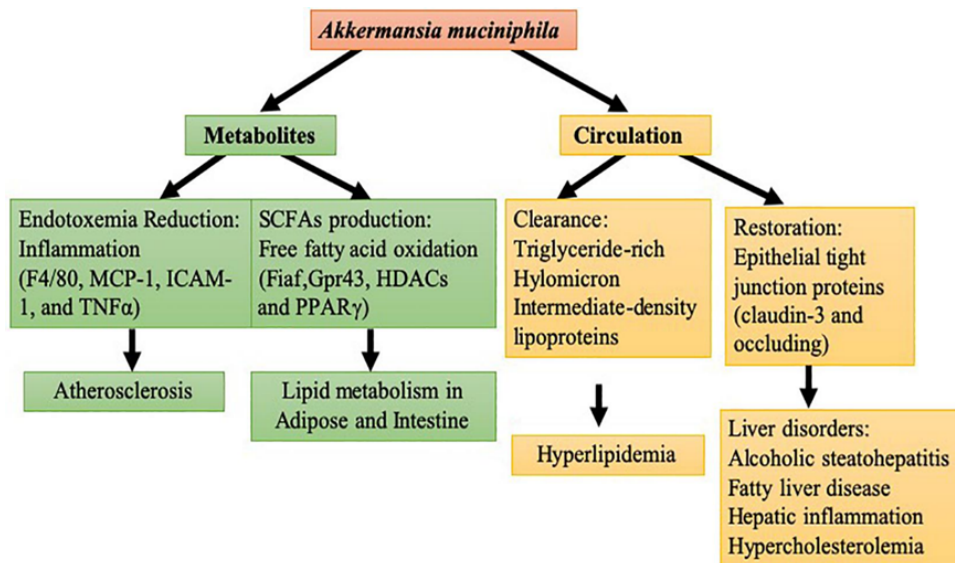 Akkermansia muciniphila
Metabolites
Circulation
Endotoxemia Reduction:
Inflammation
(F4/80, MCP-1, ICAM-
1, and TNFα)
SCFAs production:
Free fatty acid oxidation
(Fiaf,Gpr43, HDACs
and PPARγ)
Clearance:
Triglyceride-rich
Hylomicron
Intermediate-density
lipoproteins
Restoration:
Epithelial tight
junction proteins
(claudin-3 and
occluding)
Atherosclerosis
Lipid metabolism in
Adipose and Intestine
Hyperlipidemia
Liver disorders:
Alcoholic steatohepatitis
Fatty liver disease
Hepatic inflammation
Hypercholesterolemia